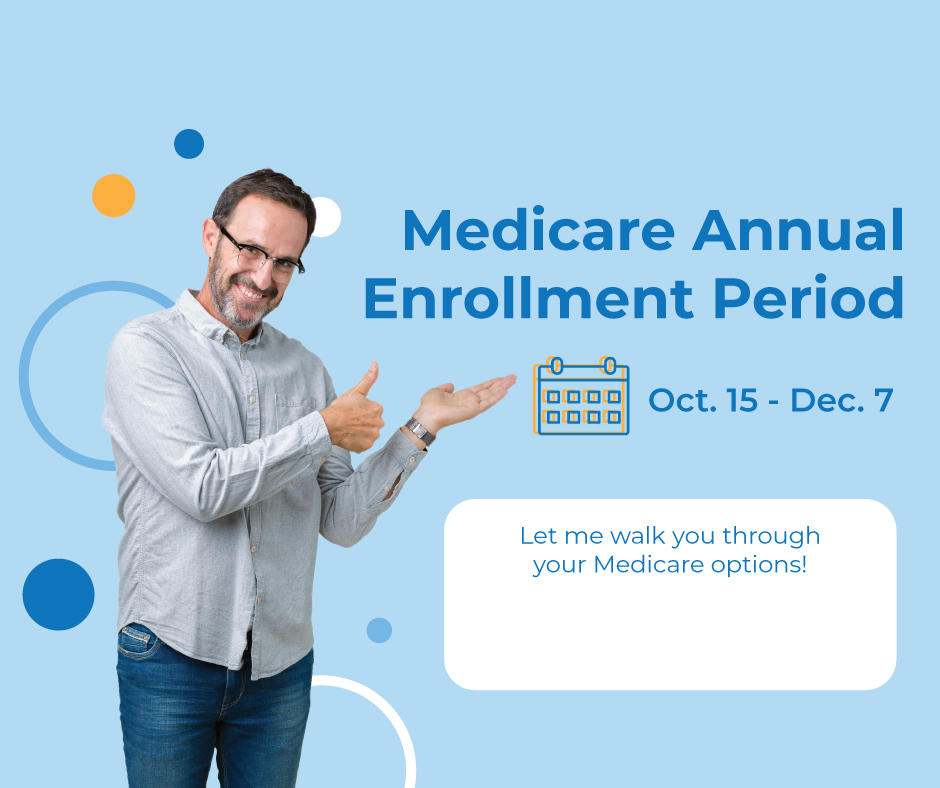 Medicare Annual
Enrollment Period
Oct. 15 - Dec. 7
Let me walk you through
your Medicare options!